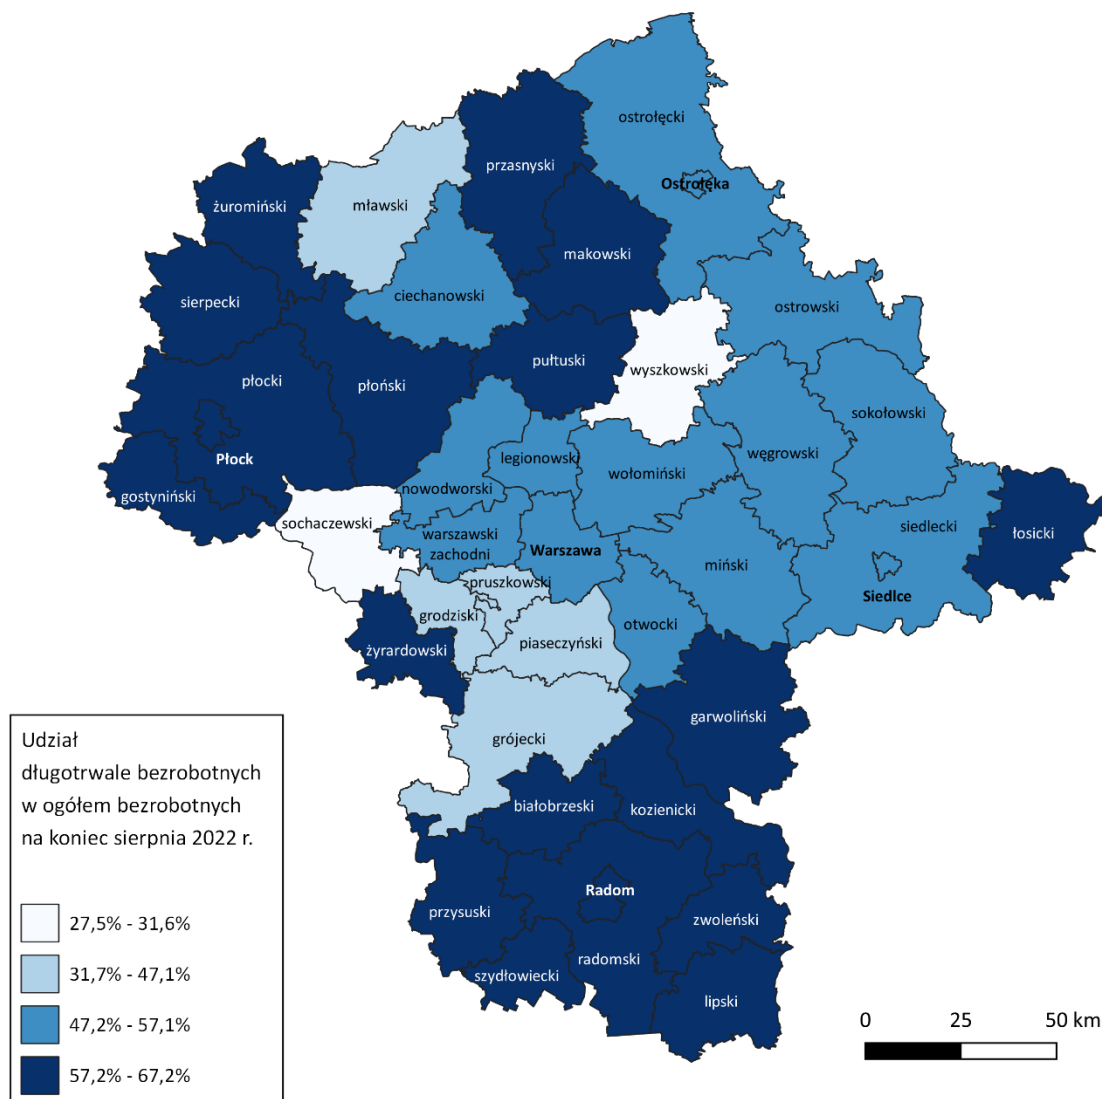 ostrołęcki
przasnyski
Ostrołęka
żuromiński
mławski
makowski
ciechanowski
sierpecki
ostrowski
pułtuski
wyszkowski
płocki
płoński
sokołowski
węgrowski
legionowski
wołomiński
Płock
nowodworski
gostyniński
sochaczewski
siedlecki
łosicki
warszawski
zachodni
Warszawa
miński
pruszkowski
Siedlce
grodziski
otwocki
piaseczyński
żyrardowski
garwoliński
grójecki
białobrzeski
kozienicki
Radom
przysuski
zwoleński
radomski
szydłowiecki
lipski
Udział
długotrwale bezrobotnych
w ogółem bezrobotnych
na koniec sierpnia 2022 r.
27,5% - 31,6%
31,7% - 47,1%
47,2% - 57,1%
57,2% - 67,2%
0 25 50 km